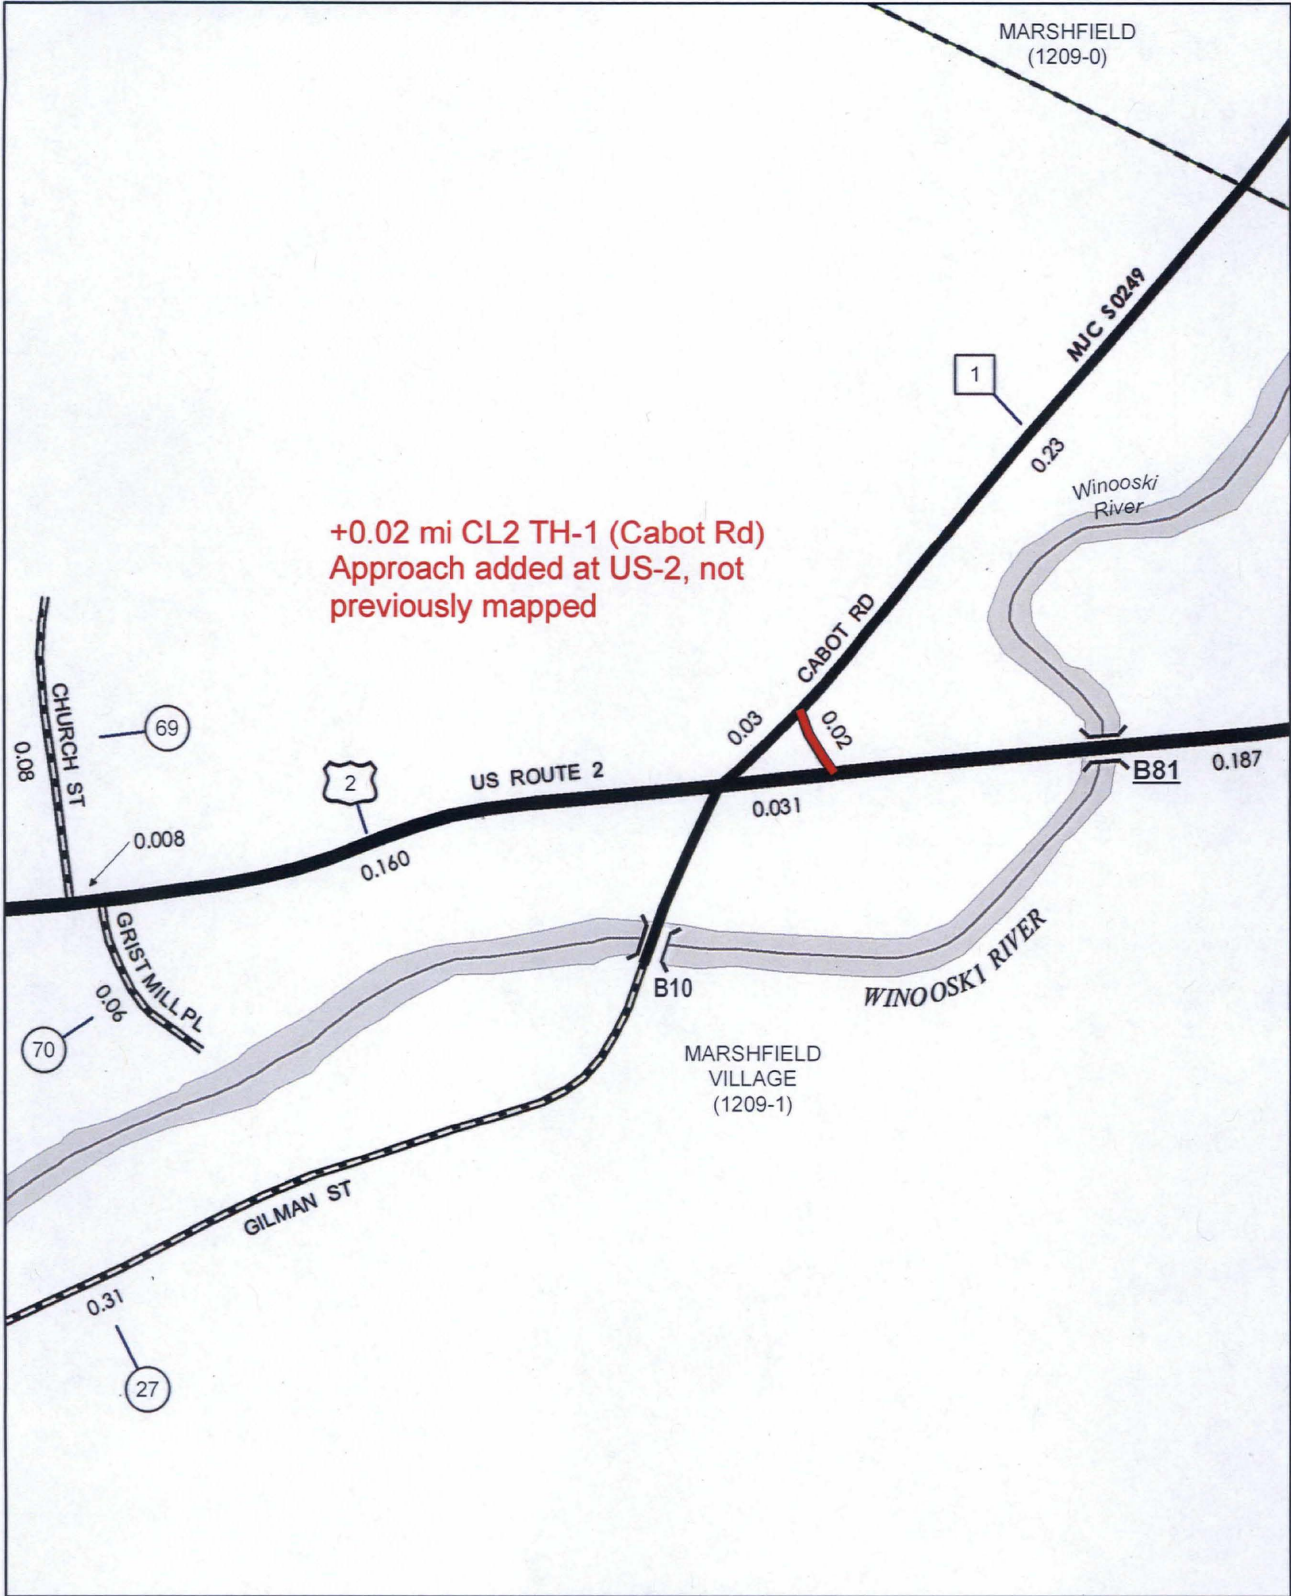 MARSHFIELD
(1209-0)
MJC S0249
1
0.23
Winooski
River
+0.02 mi CL2 TH-1 (Cabot Rd)
Approach added at US-2, not
previously mapped
CABOT RD
0.03
0.02
CHURCH ST
69
0.08
2
US ROUTE 2
0.031
B81
0.187
0.008
0.160
GRIST MILL PL
0.06
70
B10
WINOOSKI RIVER
MARSHFIELD
VILLAGE
(1209-1)
GILMAN ST
0.31
27